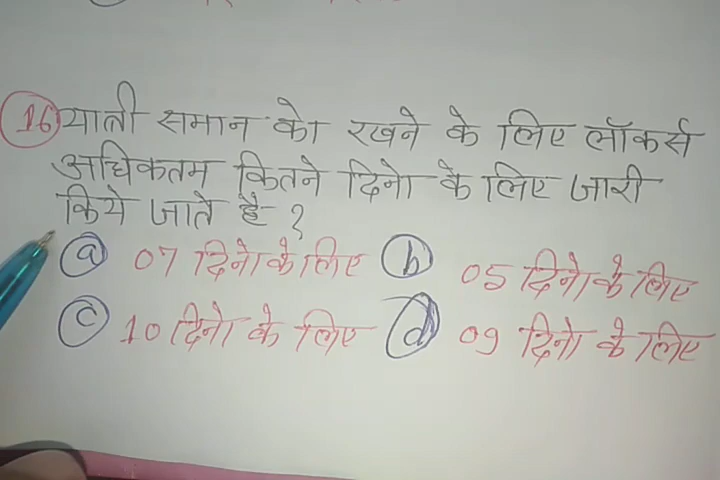 16 याती समान को रखने के लिए लॉकर्स
अधिकतम कितने दिनो के लिए जारी
किये जाते है ?
a 07 दिनो के लिए b 05 दिनो के लिए
c 10 दिनो के लिए d 09 दिनो के लिए